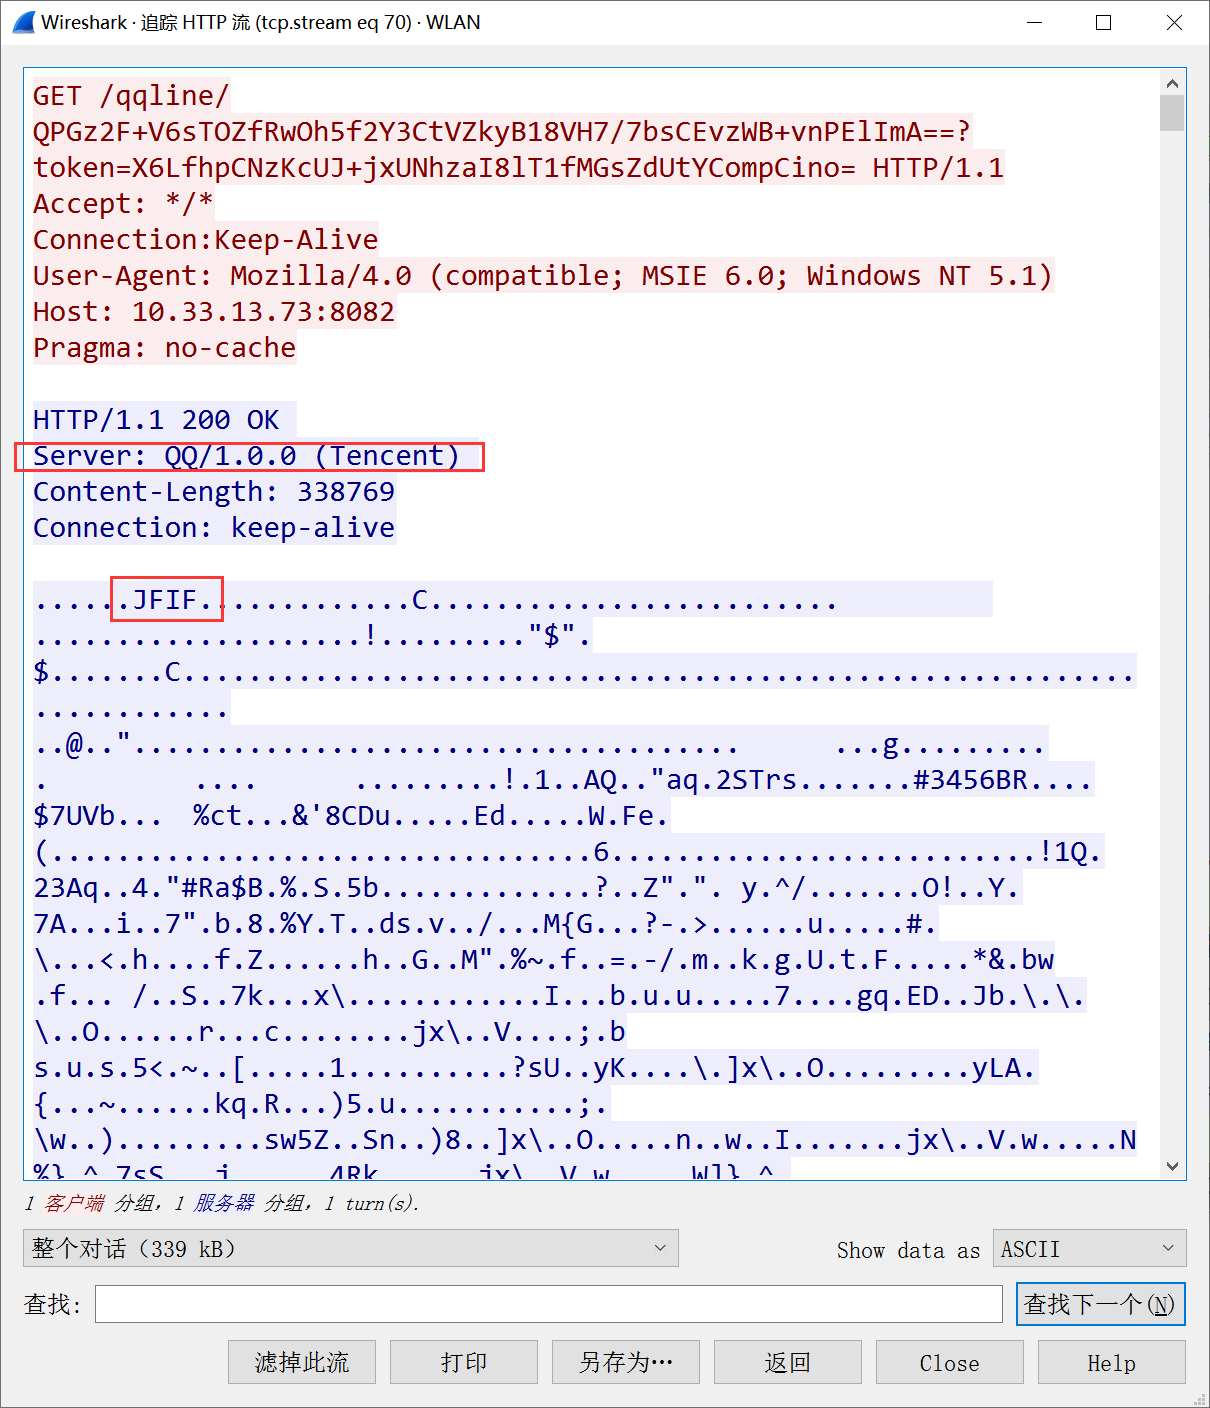 Wireshark · 追踪 HTTP 流 (tcp.stream eq 70) · WLAN
GET /qqline/
QPGz2F+V6sTOZfRwOh5f2Y3CtVZkyB18VH7/7bsCEvzWB+vnPElImA==?
token=X6LfhpCNzKcUJ+jxUNhzaI8lT1fMGsZdUtYCompCino= HTTP/1.1
Accept: */*
Connection:Keep-Alive
User-Agent: Mozilla/4.0 (compatible; MSIE 6.0; Windows NT 5.1)
Host: 10.33.13.73:8082
Pragma: no-cache
HTTP/1.1 200 OK
Server: QQ/1.0.0 (Tencent)
Content-Length: 338769
Connection: keep-alive
......JFIF.............C.........................
....................!........."$".
$.......C..........................................................
............
..@.."..................................... ...g.........
. .... .........!.1..AQ.."aq.2STrs.......#3456BR....
$7UVb... %ct...&'8CDu.....Ed.....W.Fe.
(.................................6..........................!1Q.
23Aq..4."#Ra$B.%.S.5b.............?..Z".". y.^/.......O!..Y.
7A...i..7".b.8.%Y.T..ds.v../...M{G...?-.>......u.....#.
\...<.h....f.Z......h..G..M".%~.f..=.-/.m..k.g.U.t.F.....*&.bw
.f... /..S..7k...x\............I...b.u.u.....7....gq.ED..Jb.\.\.
\..O......r...c........jx\..V....;.b
s.u.s.5<.~..[.....1..........?sU..yK....\.]x\..O.........yLA.
{...~......kq.R...)5.u...........;.
\w..).........sw5Z..Sn..)8..]x\..O.....n..w..I.......jx\..V.w.....N
1 客户端 分组，1 服务器 分组，1 turn(s).
整个对话（339 kB）
Show data as ASCII
查找:
查找下一个(N)
滤掉此流 打印 另存为… 返回 Close Help